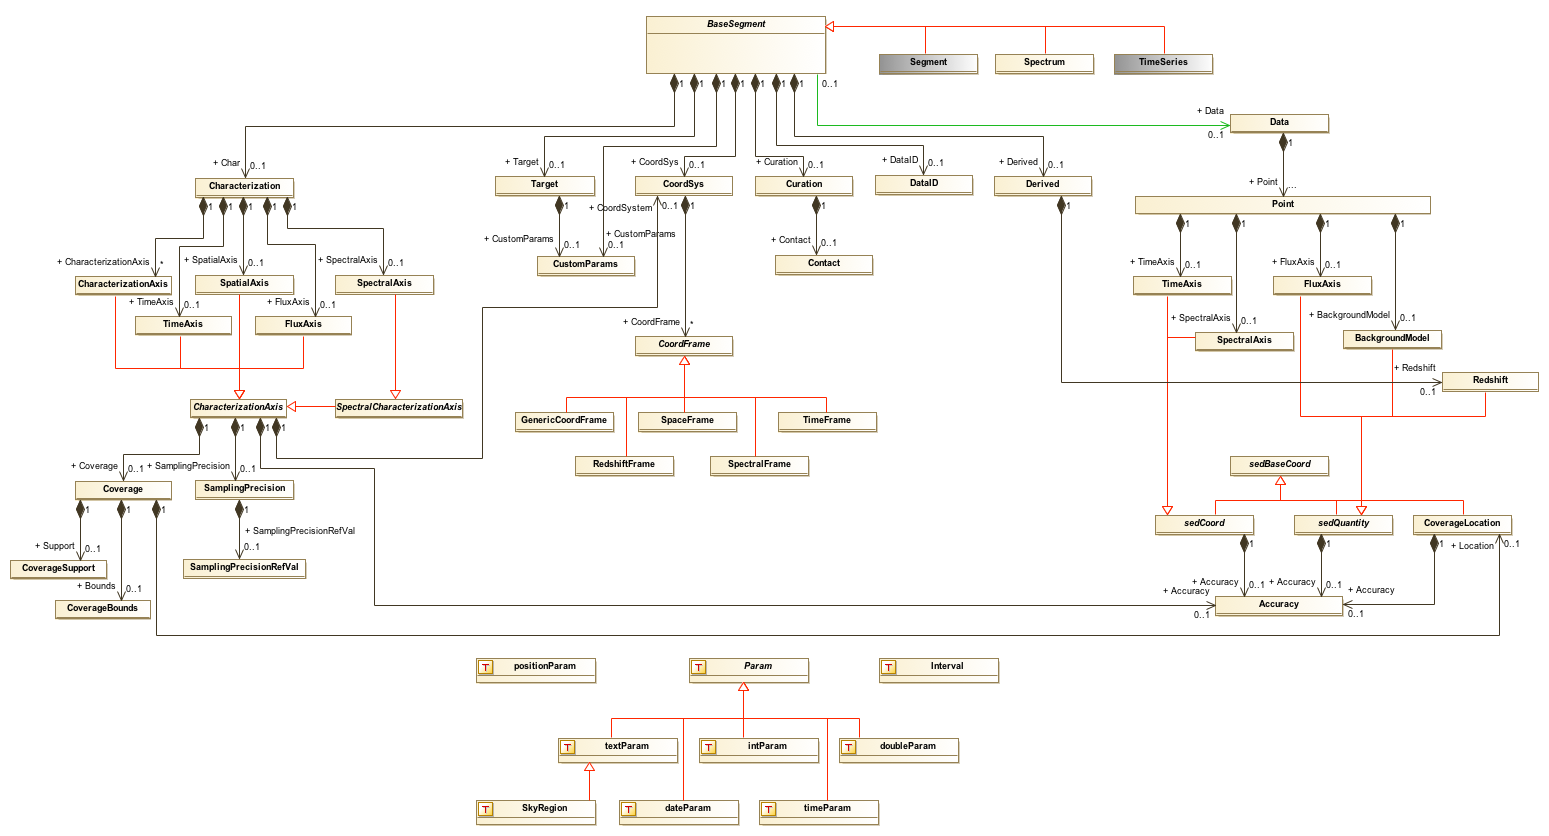 BaseSegment
Segment
Spectrum
TimeSeries
1
1
1
1
1
1
1
0..1
+ Data
0..1
Data
1
+ Char
0..1
+ Target
0..1
+ CoordSys
0..1
+ Curation
0..1
+ DataID
0..1
+ Derived
0..1
+ Point
...
Characterization
Target
CoordSys
Curation
DataID
Derived
Point
1
1
1
1
1
1
+ CoordSystem
0..1
1
1
1
1
1
1
1
+ CustomParams
0..1
+ CustomParams
0..1
+ Contact
0..1
+ CharacterizationAxis
*
+ SpatialAxis
0..1
+ SpectralAxis
0..1
+ TimeAxis
0..1
+ FluxAxis
0..1
CustomParams
Contact
CharacterizationAxis
SpatialAxis
SpectralAxis
TimeAxis
FluxAxis
+ TimeAxis
0..1
+ FluxAxis
0..1
TimeAxis
FluxAxis
+ CoordFrame
*
+ SpectralAxis
0..1
+ BackgroundModel
0..1
CoordFrame
SpectralAxis
BackgroundModel
+ Redshift
0..1
Redshift
CharacterizationAxis
SpectralCharacterizationAxis
1
1
1
1
GenericCoordFrame
SpaceFrame
TimeFrame
RedshiftFrame
SpectralFrame
+ Coverage
0..1
+ SamplingPrecision
0..1
sedBaseCoord
Coverage
SamplingPrecision
1
1
1
1
sedCoord
sedQuantity
CoverageLocation
+ SamplingPrecisionRefVal
0..1
+ Support
0..1
1
1
1
+ Location
0..1
CoverageSupport
SamplingPrecisionRefVal
+ Bounds
0..1
+ Accuracy
0..1
+ Accuracy
0..1
+ Accuracy
0..1
+ Accuracy
0..1
CoverageBounds
Accuracy
positionParam
Param
Interval
textParam
intParam
doubleParam
SkyRegion
dateParam
timeParam